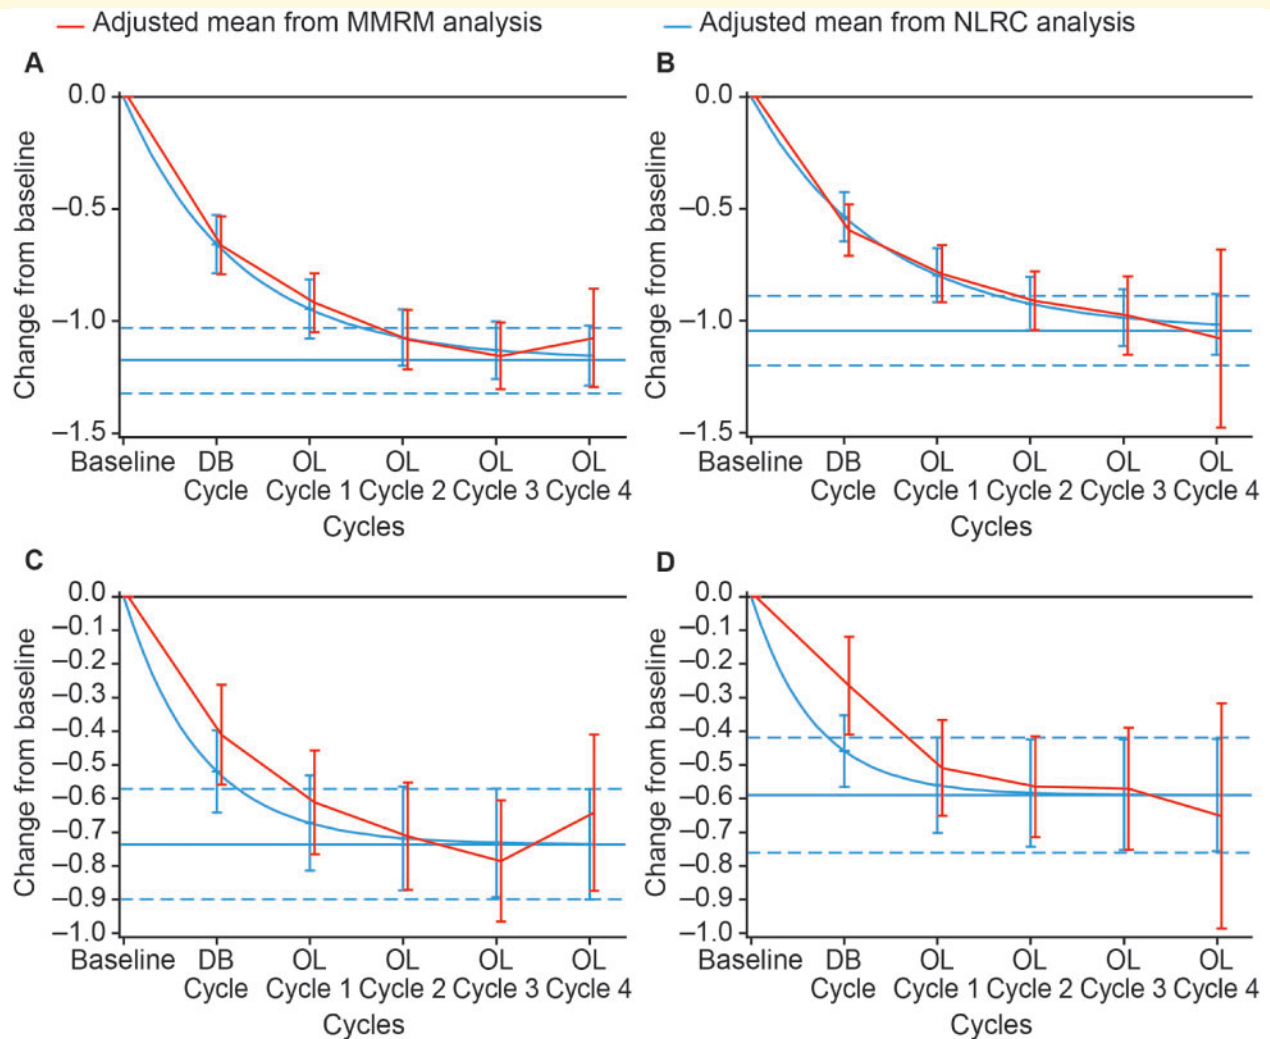 Adjusted mean from MMRM analysis
Adjusted mean from NLRC analysis
A
Change from baseline
0.0
–0.5
–1.0
–1.5
Baseline DB OL OL OL OL
Cycle Cycle 1 Cycle 2 Cycle 3 Cycle 4
Cycles
B
Change from baseline
0.0
–0.5
–1.0
–1.5
Baseline DB OL OL OL OL
Cycle Cycle 1 Cycle 2 Cycle 3 Cycle 4
Cycles
C
Change from baseline
0.0
–0.1
–0.2
–0.3
–0.4
–0.5
–0.6
–0.7
–0.8
–0.9
–1.0
Baseline DB OL OL OL OL
Cycle Cycle 1 Cycle 2 Cycle 3 Cycle 4
Cycles
D
Change from baseline
0.0
–0.1
–0.2
–0.3
–0.4
–0.5
–0.6
–0.7
–0.8
–0.9
–1.0
Baseline DB OL OL OL OL
Cycle Cycle 1 Cycle 2 Cycle 3 Cycle 4
Cycles